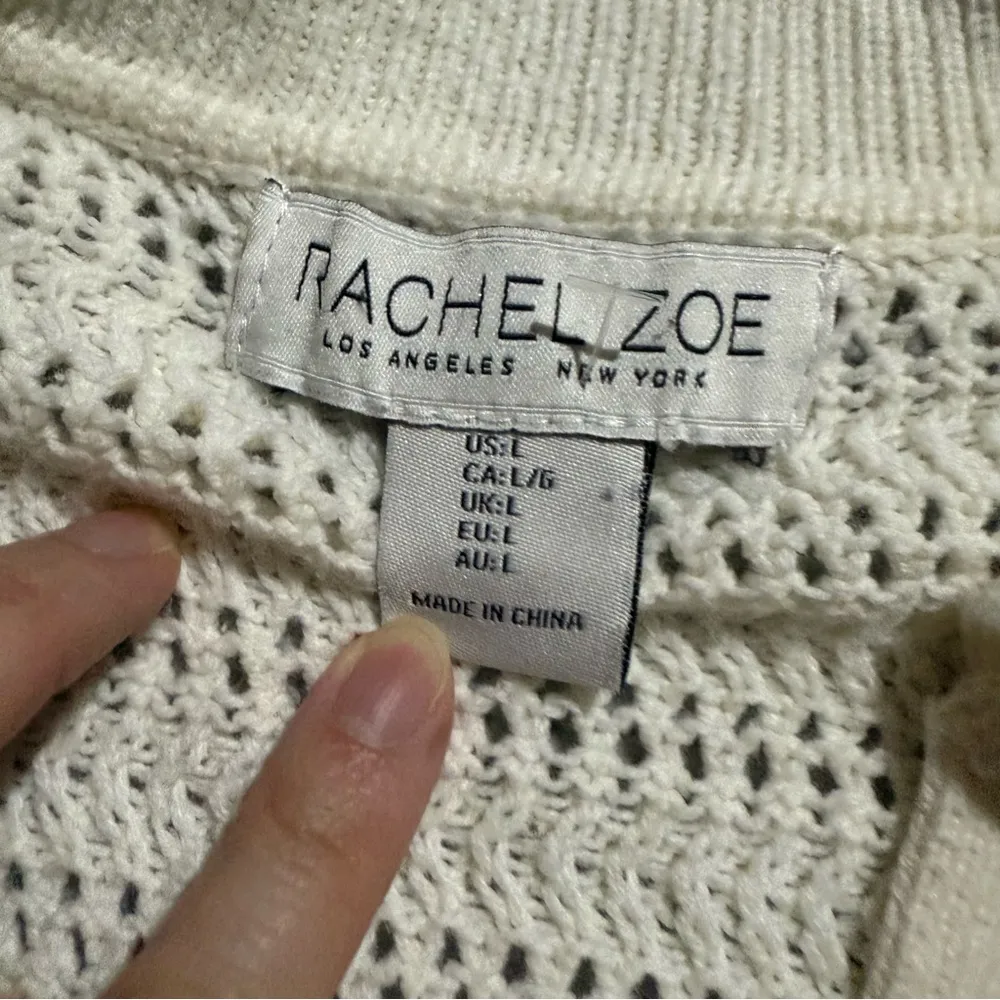 RACHEL ZOE
LOS ANGELES NEW YORK
US: L
CA: L/G
UK: L
EU: L
AU: L
MADE IN CHINA